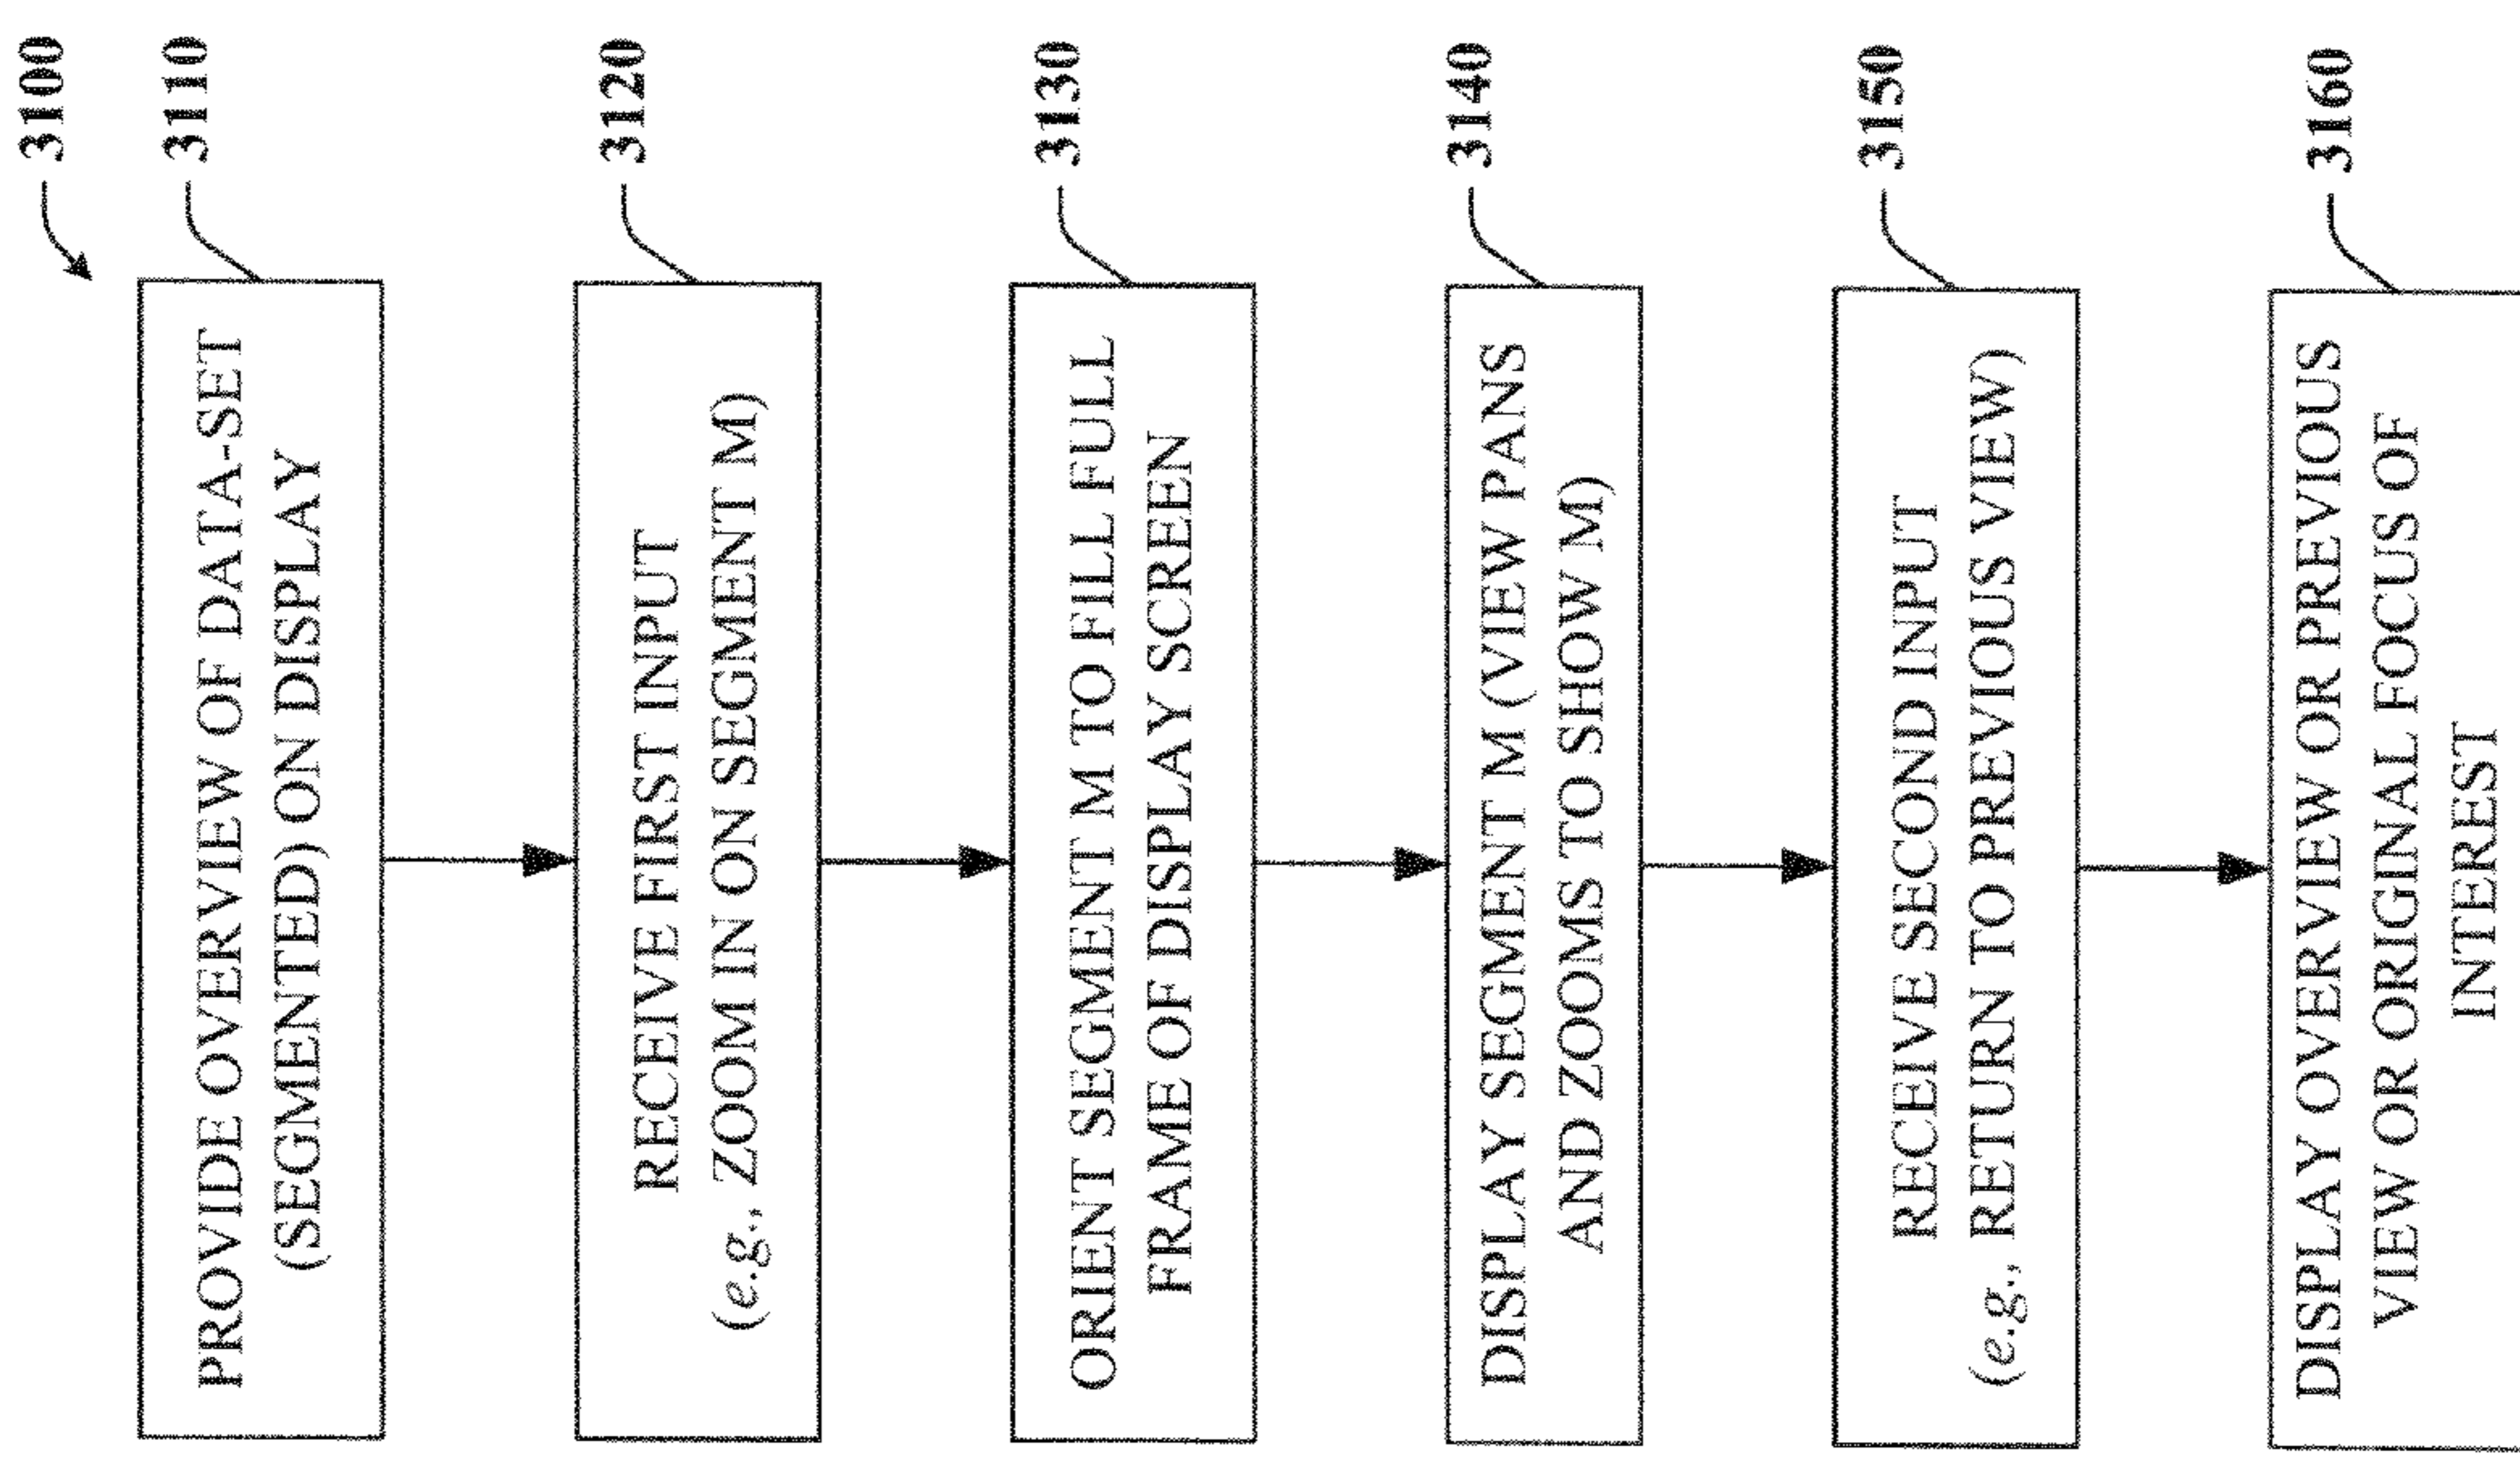 3100
3110
PROVIDE OVERVIEW OF DATA-SET
(SEGMENTED) ON DISPLAY
3120
RECEIVE FIRST INPUT
(e.g., ZOOM IN ON SEGMENT M)
3130
ORIENT SEGMENT M TO FILL FULL
FRAME OF DISPLAY SCREEN
3140
DISPLAY SEGMENT M (VIEW PANS
AND ZOOMS TO SHOW M)
3150
RECEIVE SECOND INPUT
(e.g., RETURN TO PREVIOUS VIEW)
3160
DISPLAY OVERVIEW OR PREVIOUS
VIEW OR ORIGINAL FOCUS OF
INTEREST